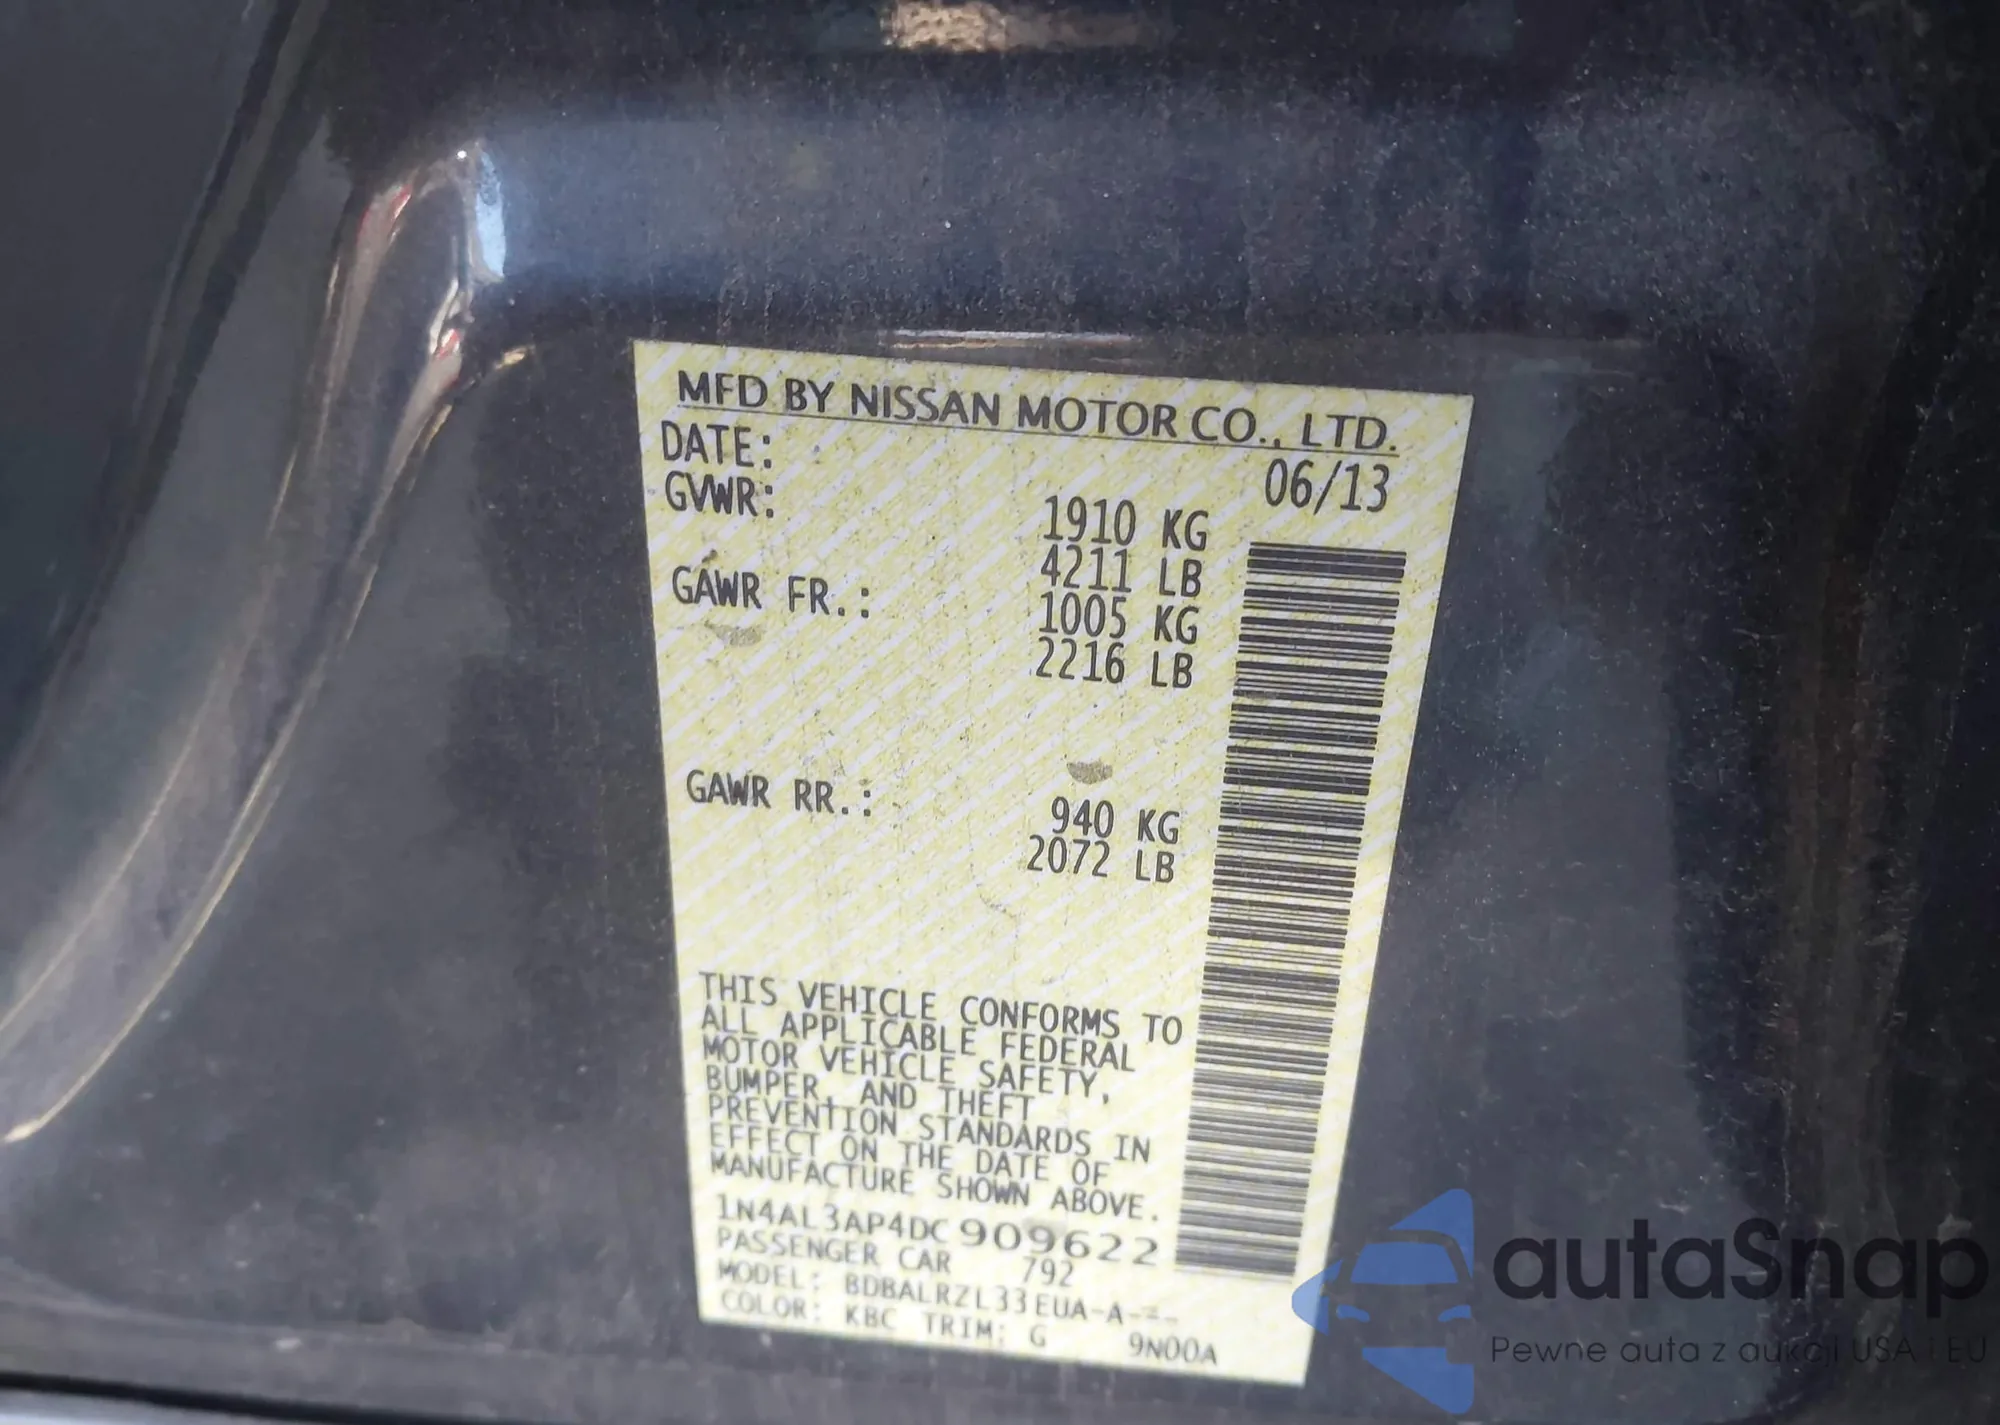 MFD BY NISSAN MOTOR CO., LTD.
DATE: 06/13
GVWR: 1910 KG
4211 LB
GAWR FR.: 1005 KG
2216 LB
GAWR RR.: 940 KG
2072 LB
THIS VEHICLE CONFORMS TO
ALL APPLICABLE FEDERAL
MOTOR VEHICLE SAFETY,
BUMPER, AND THEFT
PREVENTION STANDARDS IN
EFFECT ON THE DATE OF
MANUFACTURE SHOWN ABOVE.
1N4AL3AP4DC909622
PASSENGER CAR 792
MODEL: BDBALRZL33EUA-A---
COLOR: KBC TRIM: G 9N00A
autaSnap
Pewne auta z aukcji USA i EU